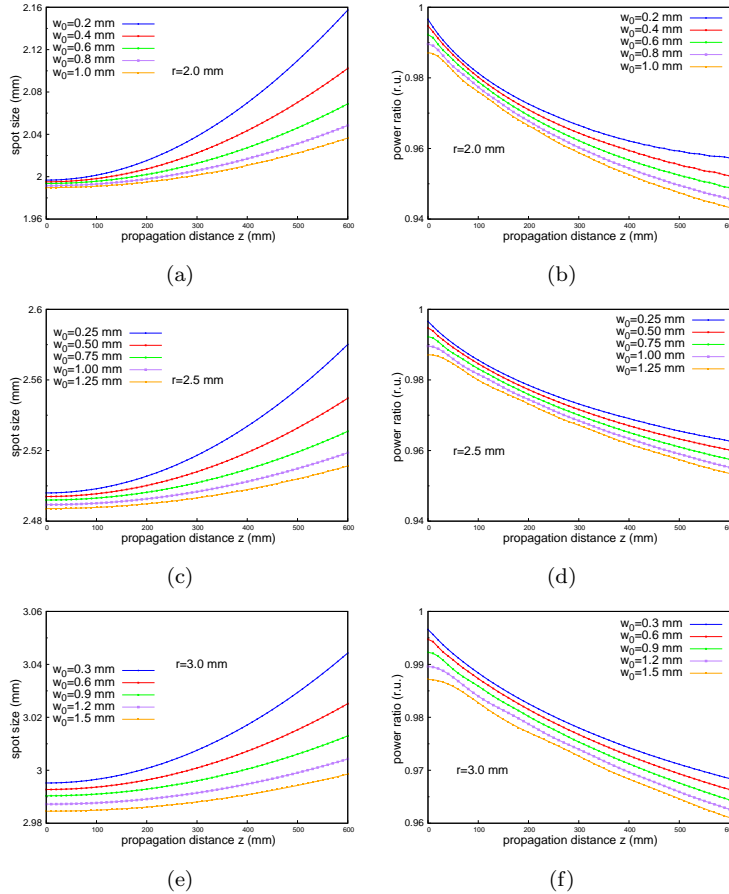 2.16
2.12
2.08
2.04
2
1.96
spot size (mm)
w0=0.2 mm
w0=0.4 mm
w0=0.6 mm
w0=0.8 mm
w0=1.0 mm
r=2.0 mm
0 100 200 300 400 500 600
propagation distance z (mm)
(a)
1
0.98
0.96
0.94
power ratio (r.u.)
w0=0.2 mm
w0=0.4 mm
w0=0.6 mm
w0=0.8 mm
w0=1.0 mm
r=2.0 mm
0 100 200 300 400 500 600
propagation distance z (mm)
(b)
2.6
2.56
2.52
2.48
spot size (mm)
w0=0.25 mm
w0=0.50 mm
w0=0.75 mm
w0=1.00 mm
w0=1.25 mm
r=2.5 mm
0 100 200 300 400 500 600
propagation distance z (mm)
(c)
1
0.98
0.96
0.94
power ratio (r.u.)
w0=0.25 mm
w0=0.50 mm
w0=0.75 mm
w0=1.00 mm
w0=1.25 mm
r=2.5 mm
0 100 200 300 400 500 600
propagation distance z (mm)
(d)
3.06
3.04
3.02
3
2.98
spot size (mm)
w0=0.3 mm
w0=0.6 mm
w0=0.9 mm
w0=1.2 mm
w0=1.5 mm
r=3.0 mm
0 100 200 300 400 500 600
propagation distance z (mm)
(e)
1
0.99
0.98
0.97
0.96
power ratio (r.u.)
w0=0.3 mm
w0=0.6 mm
w0=0.9 mm
w0=1.2 mm
w0=1.5 mm
r=3.0 mm
0 100 200 300 400 500 600
propagation distance z (mm)
(f)